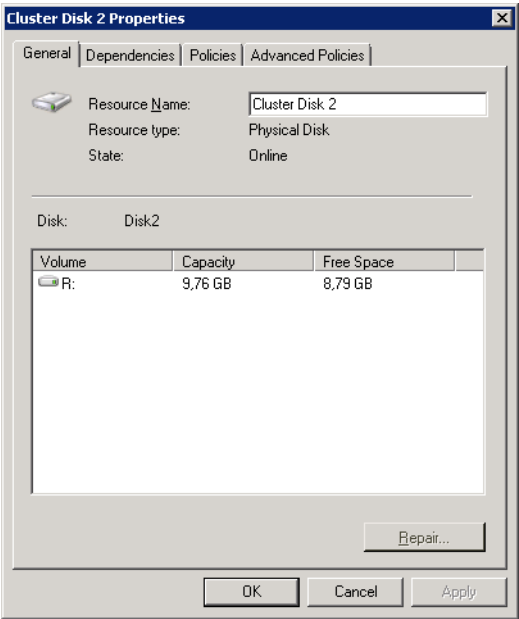 Cluster Disk 2 Properties
General Dependencies Policies Advanced Policies
Resource Name: Cluster Disk 2
Resource type: Physical Disk
State: Online
Disk: Disk2
Volume Capacity Free Space
R: 9,76 GB 8,79 GB
Repair...
OK Cancel Apply